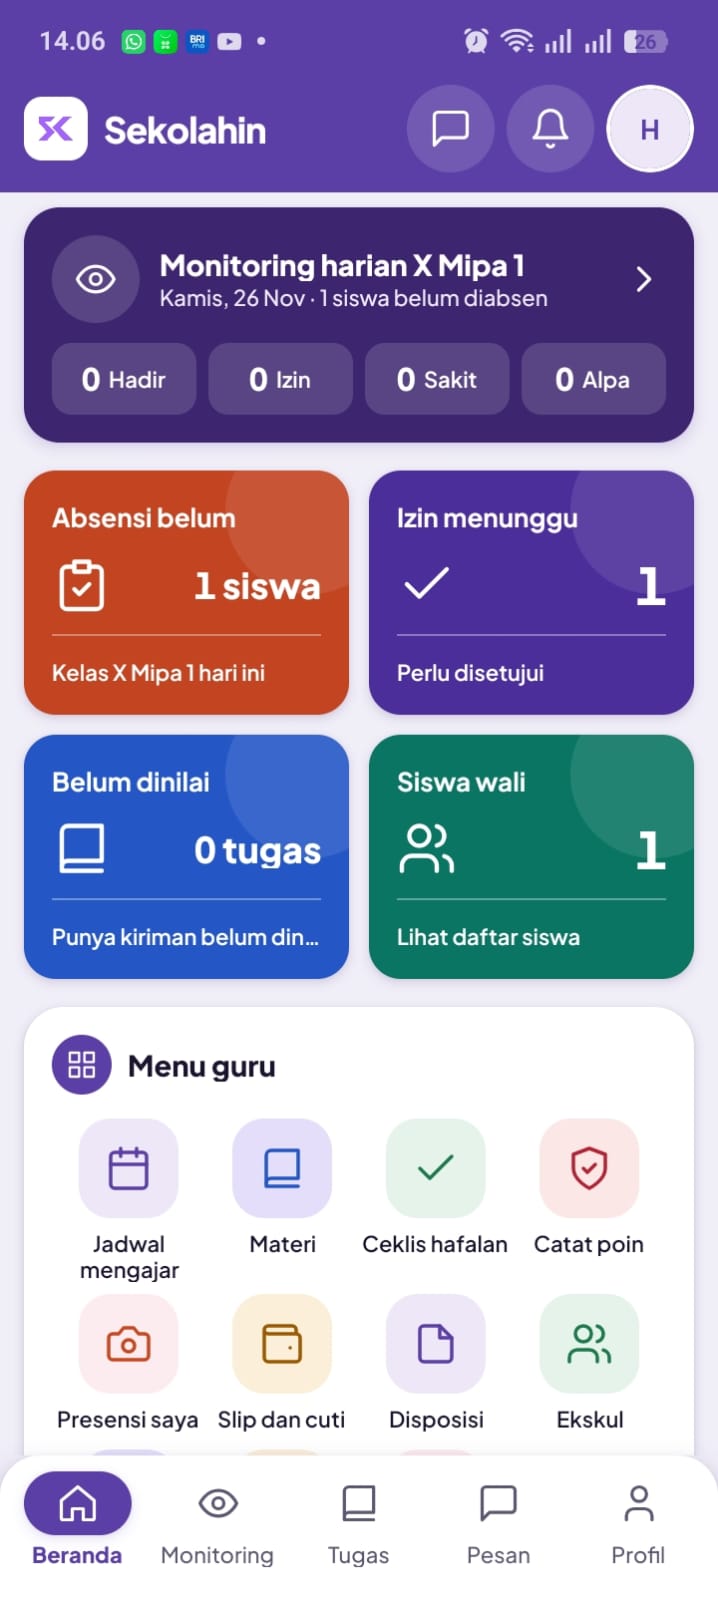 14.06
BRI
mo
26
Sekolahin
H
Monitoring harian X Mipa 1
Kamis, 26 Nov · 1 siswa belum diabsen
0 Hadir
0 Izin
0 Sakit
0 Alpa
Absensi belum
1 siswa
Kelas X Mipa 1 hari ini
Izin menunggu
1
Perlu disetujui
Belum dinilai
0 tugas
Punya kiriman belum din...
Siswa wali
1
Lihat daftar siswa
Menu guru
Jadwal
mengajar
Materi
Ceklis hafalan
Catat poin
Presensi saya
Slip dan cuti
Disposisi
Ekskul
Beranda
Monitoring
Tugas
Pesan
Profil